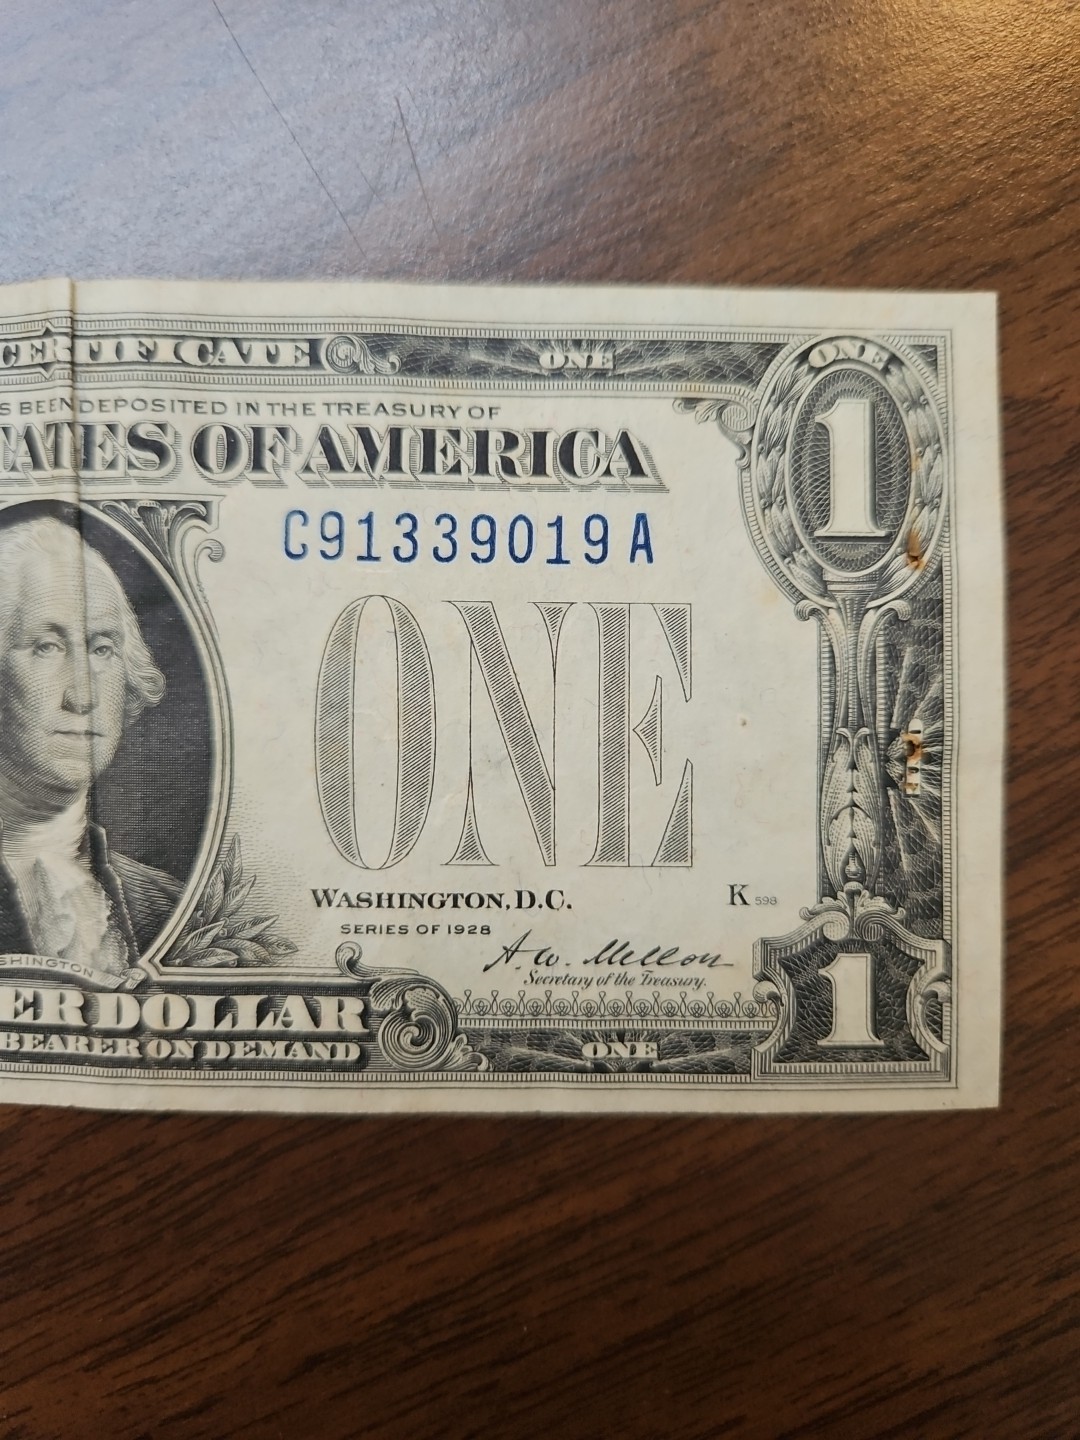 CERTIFICATE ONE ONE
1
S BEEN DEPOSITED IN THE TREASURY OF
TATES OF AMERICA
C91339019A
ONE
ONE
WASHINGTON, D.C.
K 598
SERIES OF 1928
A.W. Mellon
Secretary of the Treasury.
SHINGTON
ER DOLLAR
1
BEARER ON DEMAND
ONE